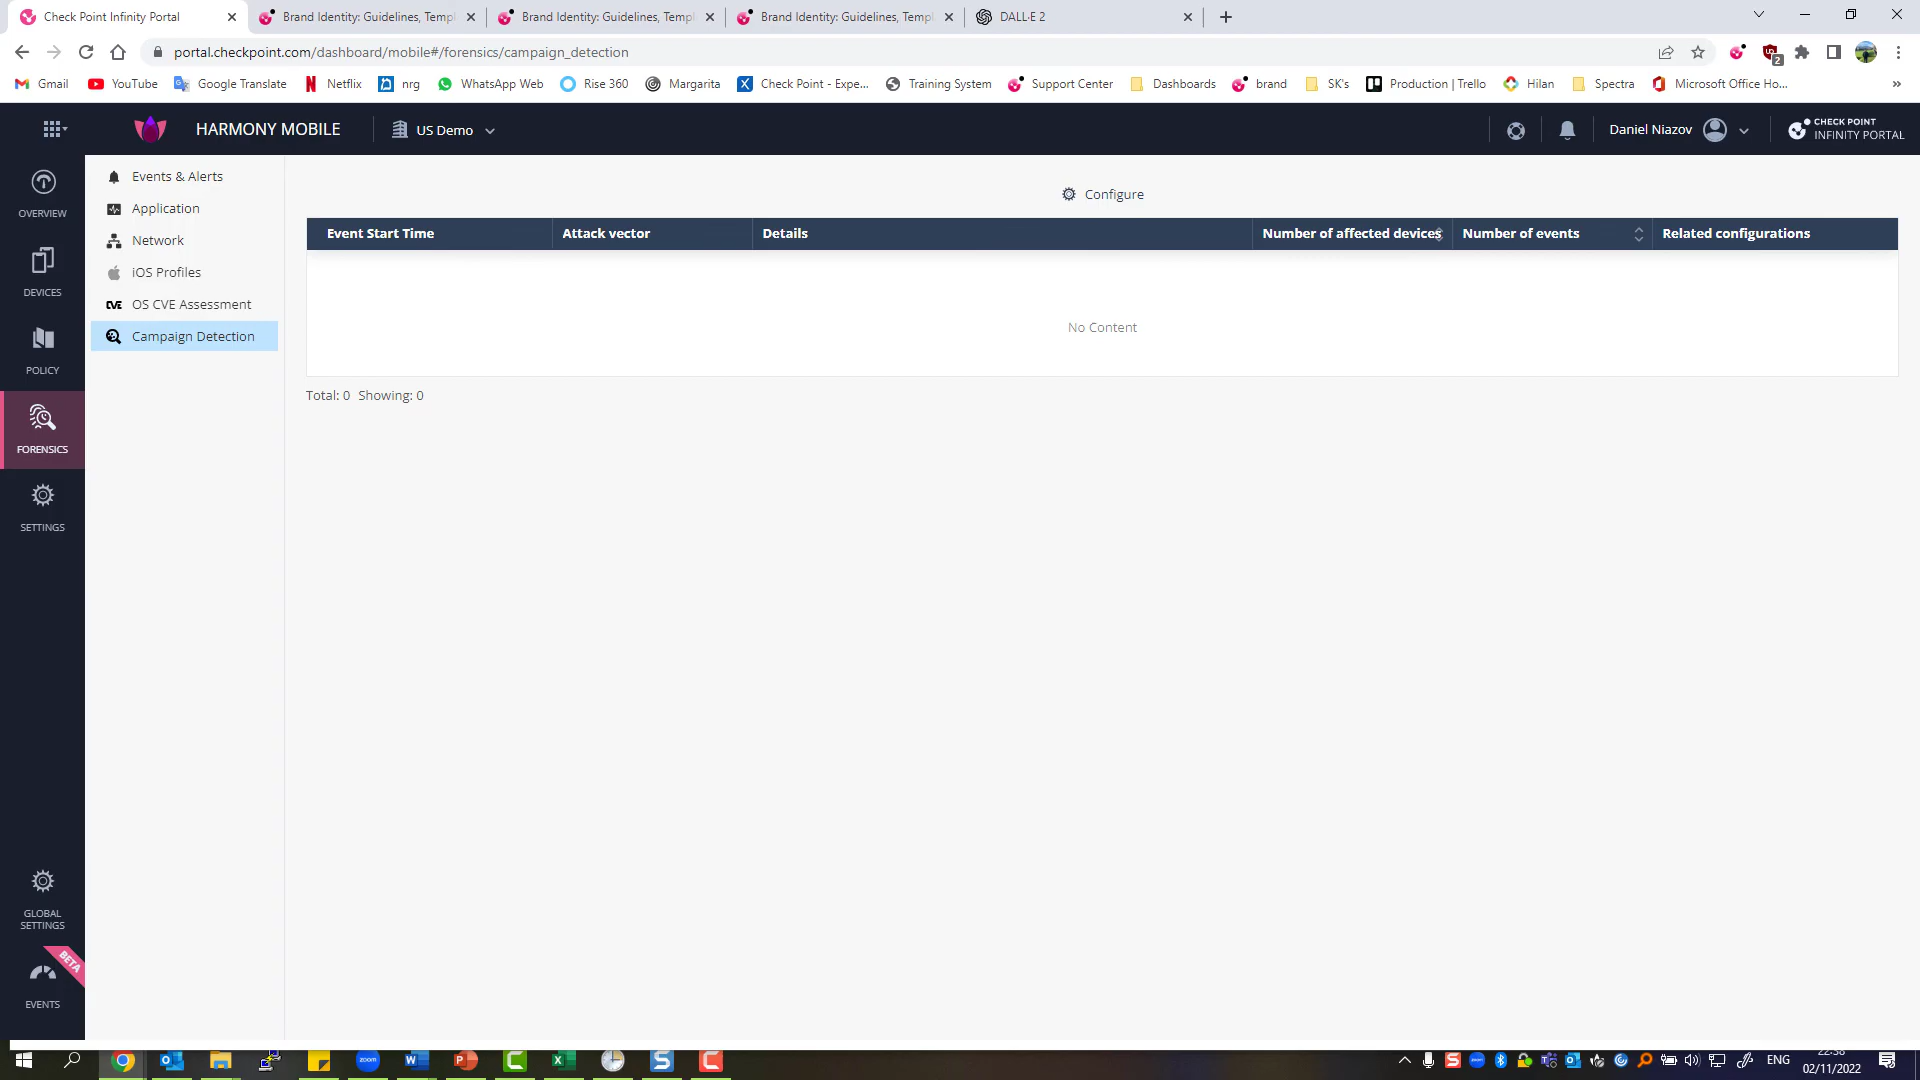 Check Point Infinity Portal
Brand Identity: Guidelines, Templ
Brand Identity: Guidelines, Templ
Brand Identity: Guidelines, Templ
DALL·E 2
portal.checkpoint.com/dashboard/mobile#/forensics/campaign_detection
2
Gmail
YouTube
Google Translate
Netflix
nrg
WhatsApp Web
Rise 360
Margarita
Check Point - Expe...
Training System
Support Center
Dashboards
brand
SK's
Production | Trello
Hilan
Spectra
Microsoft Office Ho...
»
HARMONY MOBILE
US Demo
Daniel Niazov
CHECK POINT
INFINITY PORTAL
OVERVIEW
DEVICES
POLICY
FORENSICS
SETTINGS
GLOBAL
SETTINGS
BETA
EVENTS
Events & Alerts
Application
Network
iOS Profiles
CVE OS CVE Assessment
Campaign Detection
Configure
Event Start Time
Attack vector
Details
Number of affected devices
Number of events
Related configurations
No Content
Total: 0 Showing: 0
zoom
ENG
22:38
02/11/2022